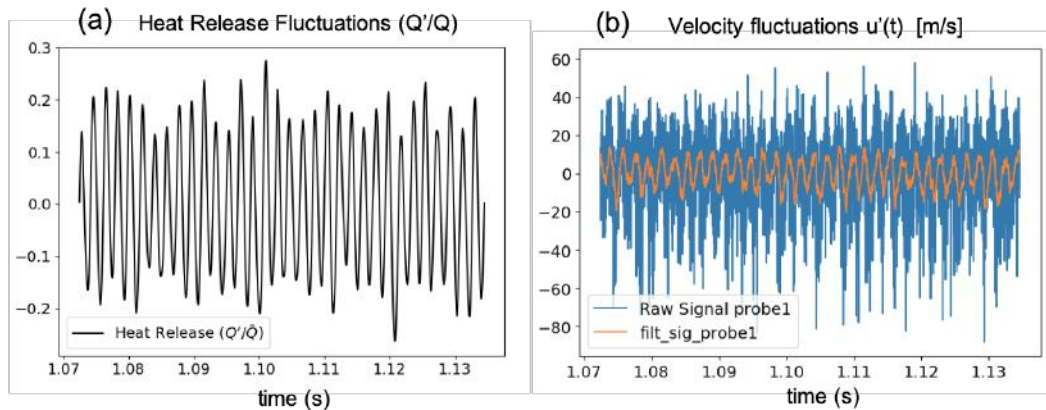 (a) Heat Release Fluctuations (Q'/Q)
0.3
0.2
0.1
0.0
−0.1
−0.2
Heat Release (Q'/Q̄)
1.07 1.08 1.09 1.10 1.11 1.12 1.13
time (s)
(b) Velocity fluctuations u'(t) [m/s]
60
40
20
0
−20
−40
−60
−80
Raw Signal probe1
filt_sig_probe1
1.07 1.08 1.09 1.10 1.11 1.12 1.13
time (s)